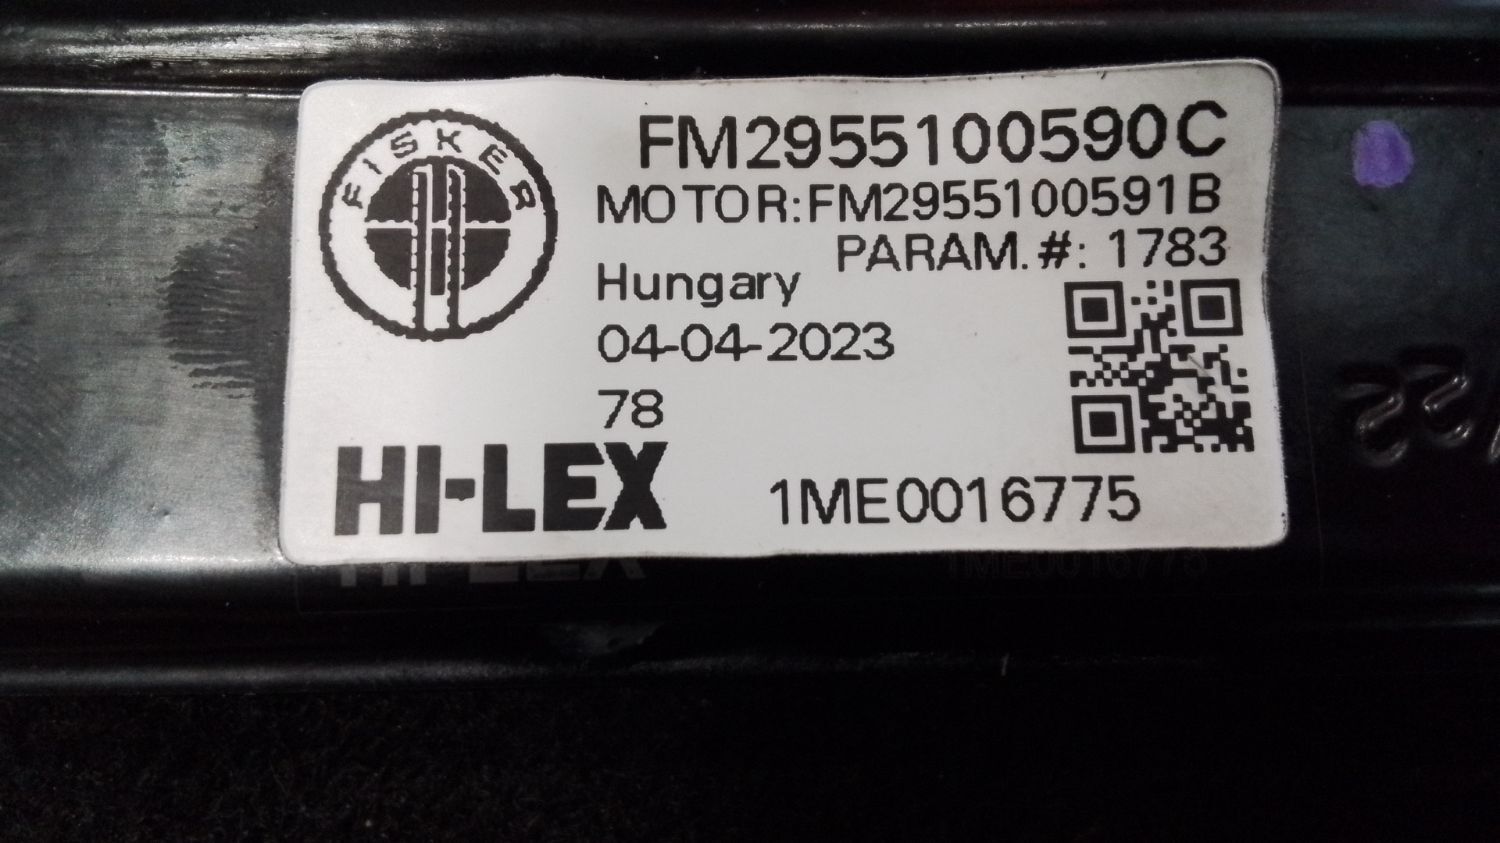 FISKER
FM2955100590C
MOTOR:FM2955100591B
PARAM.#: 1783
Hungary
04-04-2023
78
HI-LEX
1ME0016775